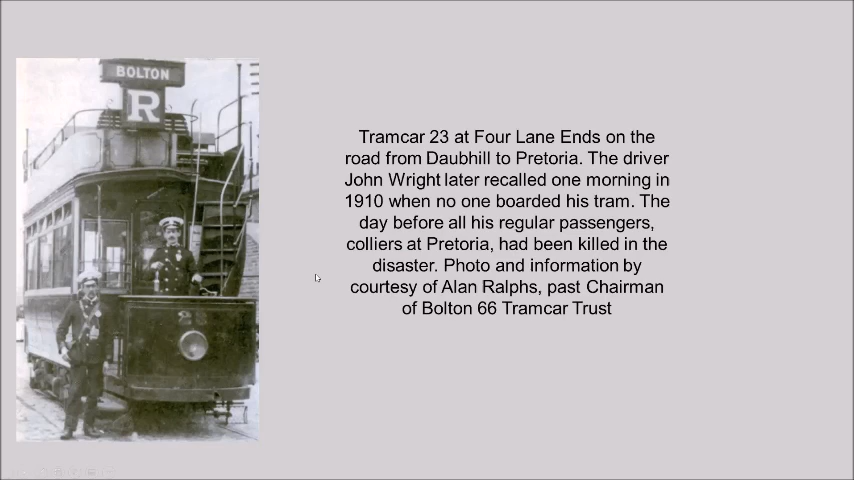 BOLTON
R
23
Tramcar 23 at Four Lane Ends on the
road from Daubhill to Pretoria. The driver
John Wright later recalled one morning in
1910 when no one boarded his tram. The
day before all his regular passengers,
colliers at Pretoria, had been killed in the
disaster. Photo and information by
courtesy of Alan Ralphs, past Chairman
of Bolton 66 Tramcar Trust